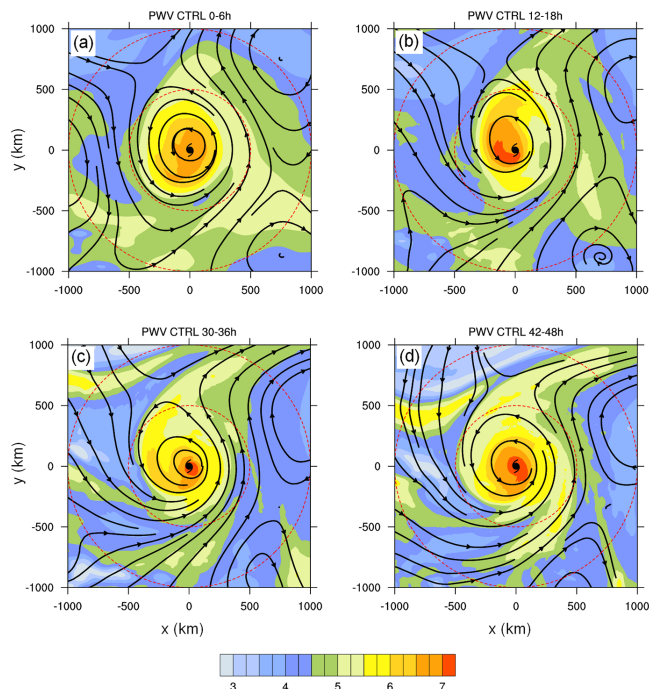 PWV CTRL 0-6h
PWV CTRL 12-18h
(a)
(b)
1000
500
0
-500
-1000
y (km)
1000
500
0
-500
-1000
-1000 -500 0 500 1000
-1000 -500 0 500 1000
PWV CTRL 30-36h
PWV CTRL 42-48h
(c)
(d)
1000
500
0
-500
-1000
y (km)
1000
500
0
-500
-1000
-1000 -500 0 500 1000
-1000 -500 0 500 1000
x (km)
x (km)
3 4 5 6 7